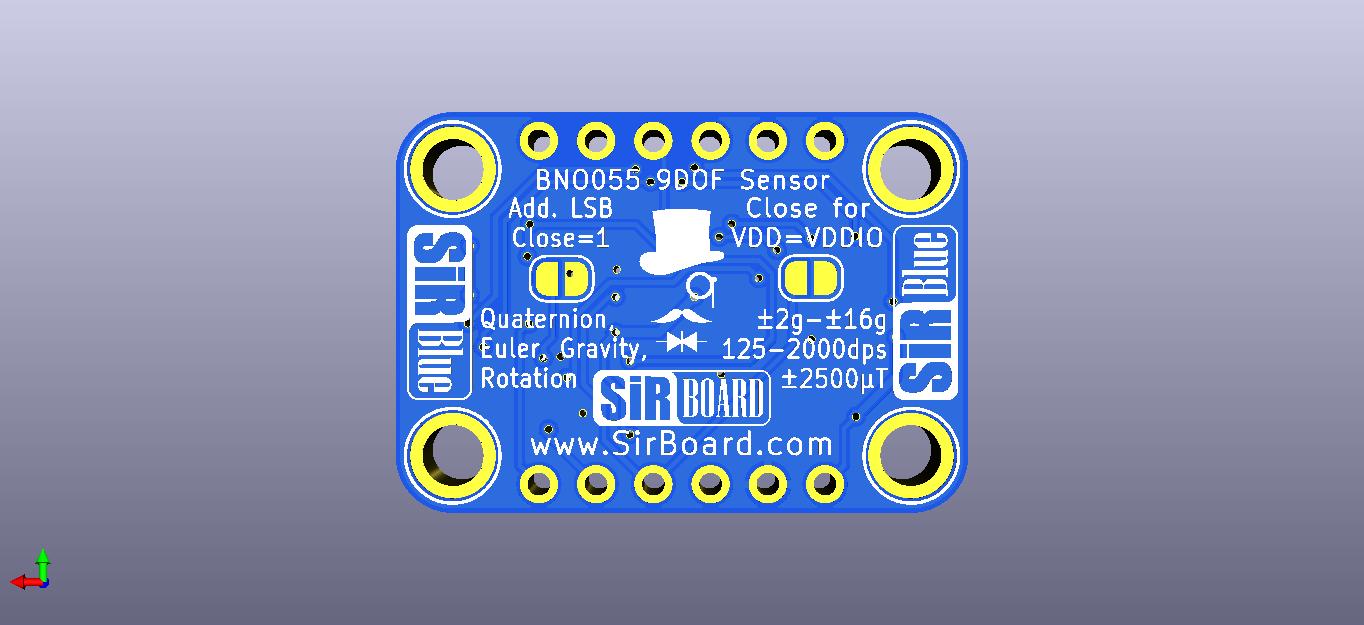 BNO055 9DOF Sensor
Add. LSB
Close=1
Close for
VDD=VDDIO
SiR Blue
SiR Blue
Quaternion,
Euler, Gravity,
Rotation
±2g-±16g
125-2000dps
±2500µT
SiR BOARD
www.SirBoard.com